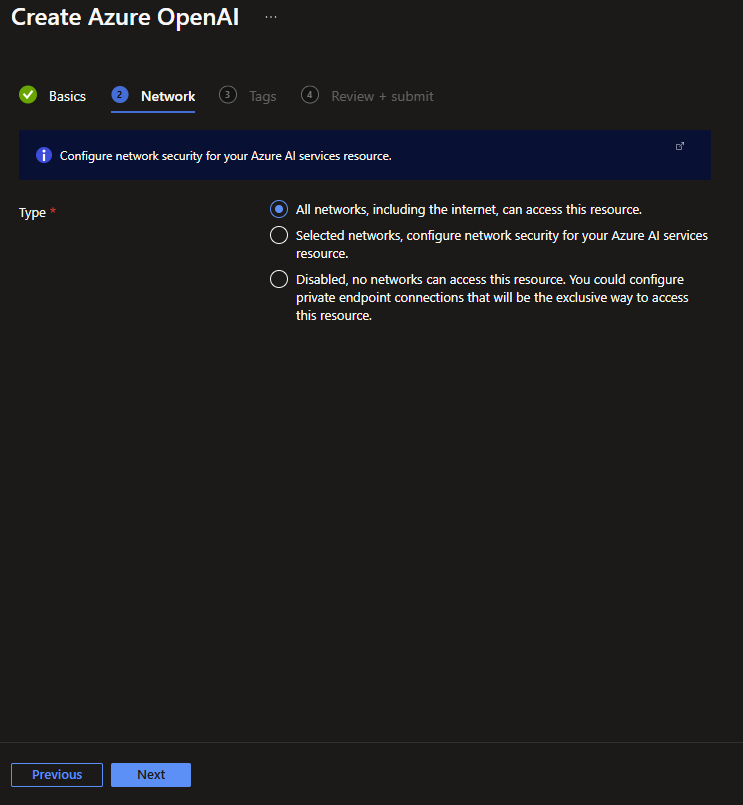 Create Azure OpenAI ...
Basics 2 Network 3 Tags 4 Review + submit
Configure network security for your Azure AI services resource.
Type *
All networks, including the internet, can access this resource.
Selected networks, configure network security for your Azure AI services
resource.
Disabled, no networks can access this resource. You could configure
private endpoint connections that will be the exclusive way to access
this resource.
Previous Next